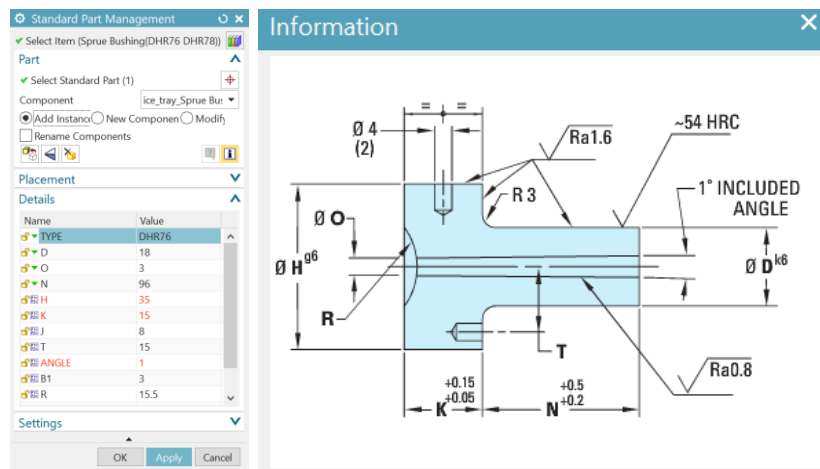 Standard Part Management
Select Item (Sprue Bushing(DHR76 DHR78))
Part
Select Standard Part (1)
Component ice_tray_Sprue Bu:
Add Instanc New Componen Modify
Rename Components
Placement
Details
Name Value
TYPE DHR76
D 18
O 3
N 96
H 35
K 15
J 8
T 15
ANGLE 1
B1 3
R 15.5
Settings
OK Apply Cancel
Information
= =
Ø 4
(2)
Ra1.6
~54 HRC
R 3
1° INCLUDED
ANGLE
Ø O
Ø H g6
Ø D k6
R
T
Ra0.8
K +0.15 +0.05
N +0.5 +0.2